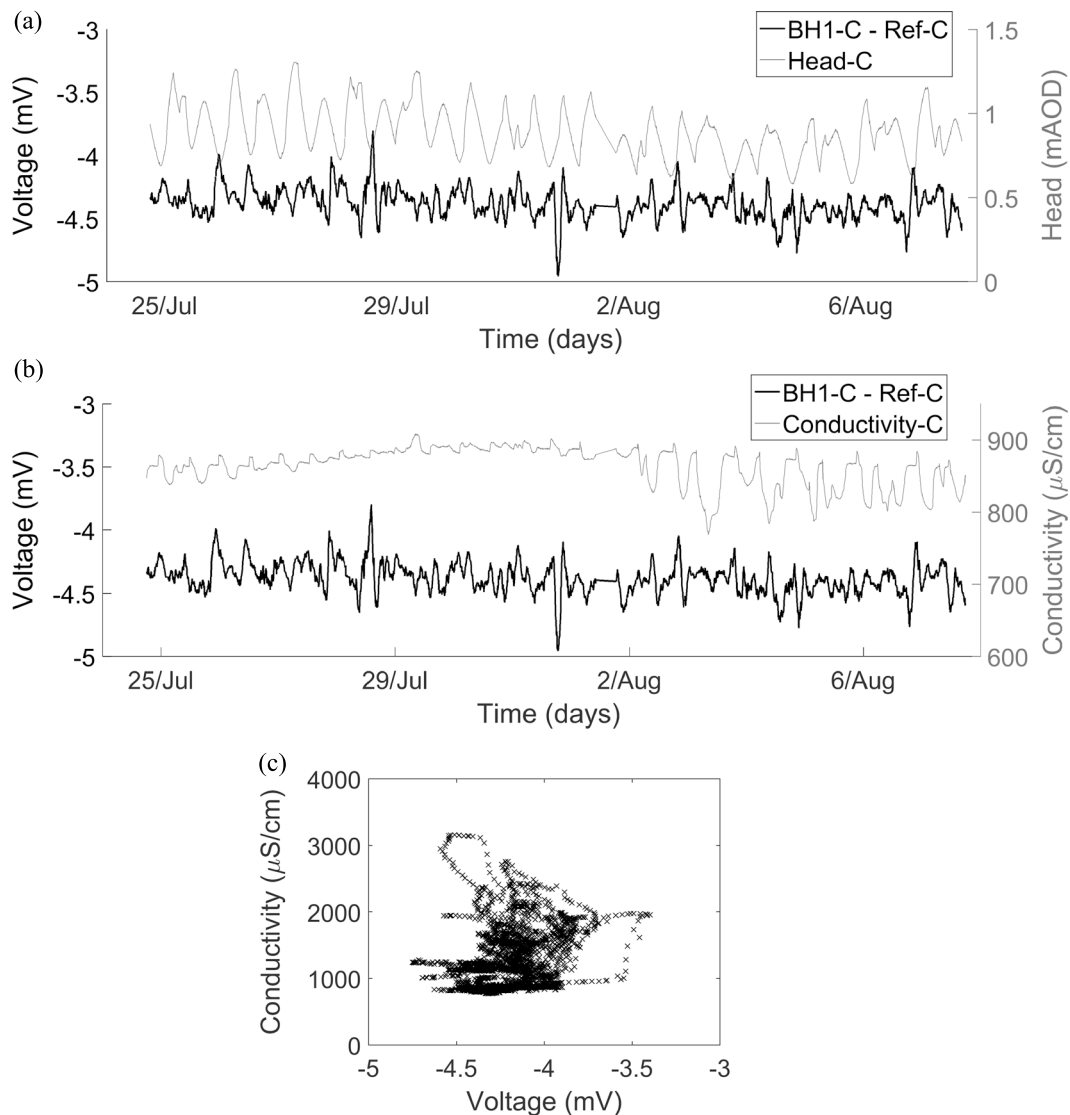 (a)
-3
-3.5
-4
-4.5
-5
Voltage (mV)
BH1-C - Ref-C
Head-C
1.5
1
0.5
0
Head (mAOD)
25/Jul 29/Jul 2/Aug 6/Aug
Time (days)
(b)
-3
-3.5
-4
-4.5
-5
Voltage (mV)
BH1-C - Ref-C
Conductivity-C
900
800
700
600
Conductivity (μS/cm)
25/Jul 29/Jul 2/Aug 6/Aug
Time (days)
(c)
4000
3000
2000
1000
0
Conductivity (μS/cm)
-5 -4.5 -4 -3.5 -3
Voltage (mV)